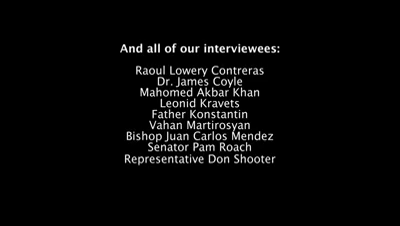 And all of our interviewees:
Raoul Lowery Contreras
Dr. James Coyle
Mahomed Akbar Khan
Leonid Kravets
Father Konstantin
Vahan Martirosyan
Bishop Juan Carlos Mendez
Senator Pam Roach
Representative Don Shooter